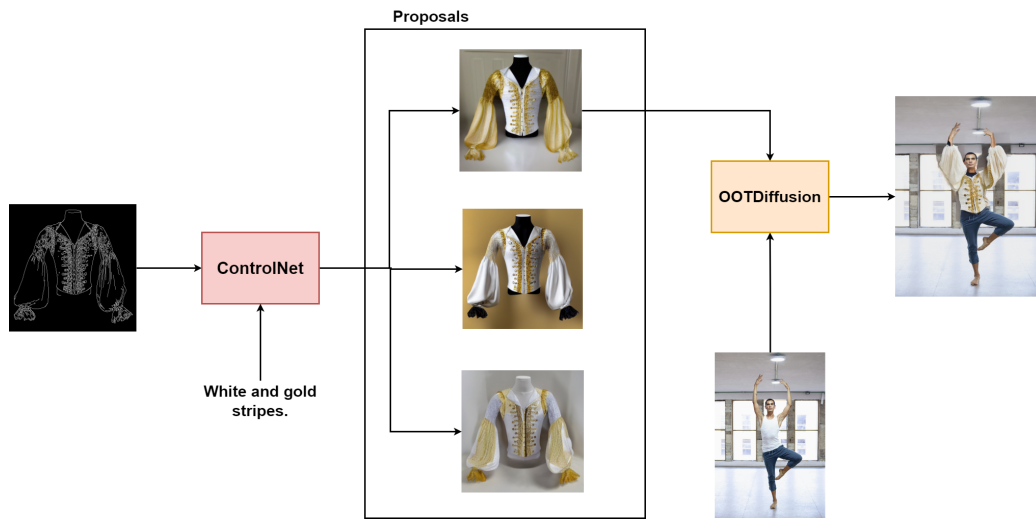 Proposals
OOTDiffusion
ControlNet
White and gold
stripes.